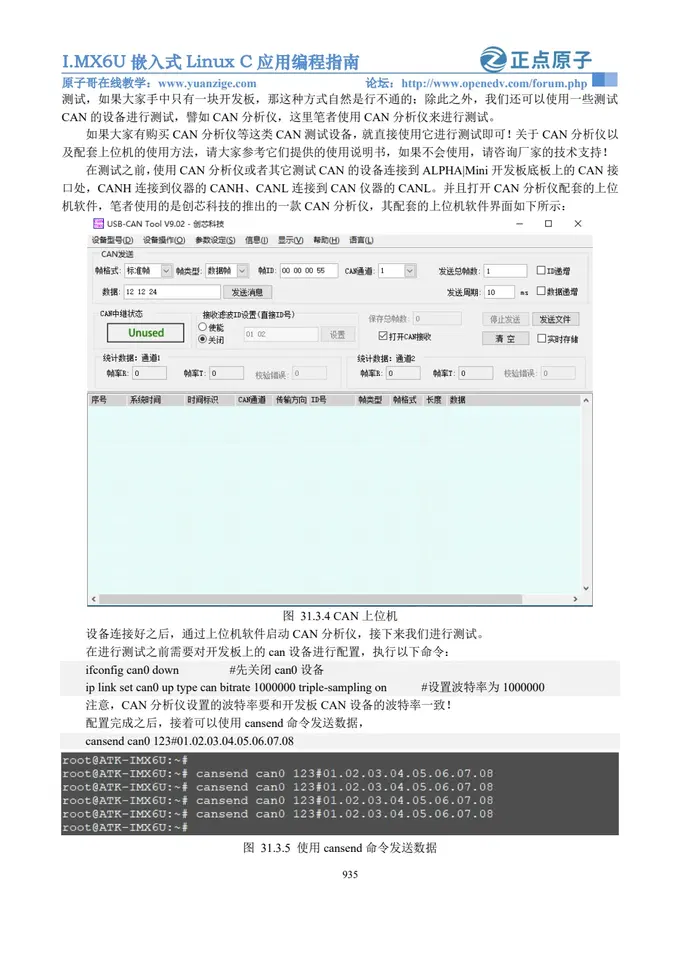 I.MX6U 嵌入式 Linux C 应用编程指南
正点原子
原子哥在线教学：www.yuanzige.com 论坛：http://www.openedv.com/forum.php
测试，如果大家手中只有一块开发板，那这种方式自然是行不通的；除此之外，我们还可以使用一些测试
CAN 的设备进行测试，譬如 CAN 分析仪，这里笔者使用 CAN 分析仪来进行测试。
如果大家有购买 CAN 分析仪等这类 CAN 测试设备，就直接使用它进行测试即可！关于 CAN 分析仪以
及配套上位机的使用方法，请大家参考它们提供的使用说明书，如果不会使用，请咨询厂家的技术支持！
在测试之前，使用 CAN 分析仪或者其它测试 CAN 的设备连接到 ALPHA|Mini 开发板底板上的 CAN 接
口处，CANH 连接到仪器的 CANH、CANL 连接到 CAN 仪器的 CANL。并且打开 CAN 分析仪配套的上位
机软件，笔者使用的是创芯科技的推出的一款 CAN 分析仪，其配套的上位机软件界面如下所示：
USB-CAN Tool V9.02 - 创芯科技
设备型号(D) 设备操作(O) 参数设定(S) 信息(I) 显示(V) 帮助(H) 语言(L)
CAN发送
帧格式： 标准帧 帧类型： 数据帧 帧ID： 00 00 00 55 CAN通道： 1 发送总帧数： 1 ID递增
数据： 12 12 24 发送消息 发送周期： 10 ms 数据递增
CAN中继状态 接收滤波ID设置(直接ID号) 保存总帧数： 0 停止发送 发送文件
Unused 使能 01 02 设置 打开CAN接收 清 空 实时存储
关闭
统计数据：通道1 统计数据：通道2
帧率R： 0 帧率T： 0 校验错误： 0 帧率R： 0 帧率T： 0 校验错误： 0
序号 系统时间 时间标识 CAN通道 传输方向 ID号 帧类型 帧格式 长度 数据
图 31.3.4 CAN 上位机
设备连接好之后，通过上位机软件启动 CAN 分析仪，接下来我们进行测试。
在进行测试之前需要对开发板上的 can 设备进行配置，执行以下命令：
ifconfig can0 down #先关闭 can0 设备
ip link set can0 up type can bitrate 1000000 triple-sampling on #设置波特率为 1000000
注意，CAN 分析仪设置的波特率要和开发板 CAN 设备的波特率一致！
配置完成之后，接着可以使用 cansend 命令发送数据，
cansend can0 123#01.02.03.04.05.06.07.08
root@ATK-IMX6U:~#
root@ATK-IMX6U:~# cansend can0 123#01.02.03.04.05.06.07.08
root@ATK-IMX6U:~# cansend can0 123#01.02.03.04.05.06.07.08
root@ATK-IMX6U:~# cansend can0 123#01.02.03.04.05.06.07.08
root@ATK-IMX6U:~# cansend can0 123#01.02.03.04.05.06.07.08
root@ATK-IMX6U:~#
图 31.3.5 使用 cansend 命令发送数据
935